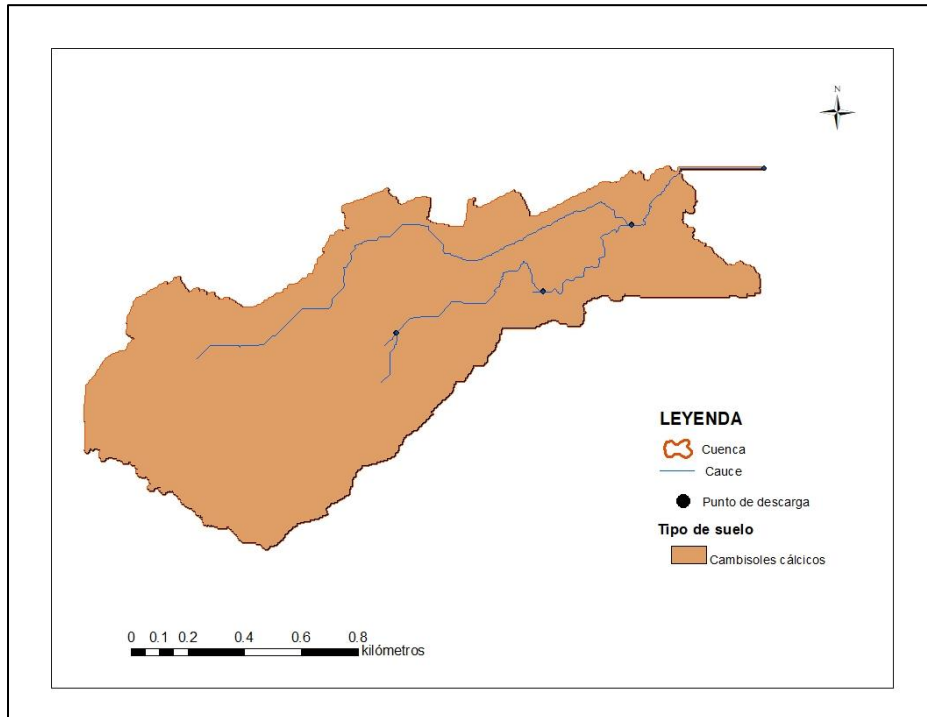 N
LEYENDA
Cuenca
Cauce
Punto de descarga
Tipo de suelo
Cambisoles cálcicos
0 0.1 0.2 0.4 0.6 0.8
kilómetros